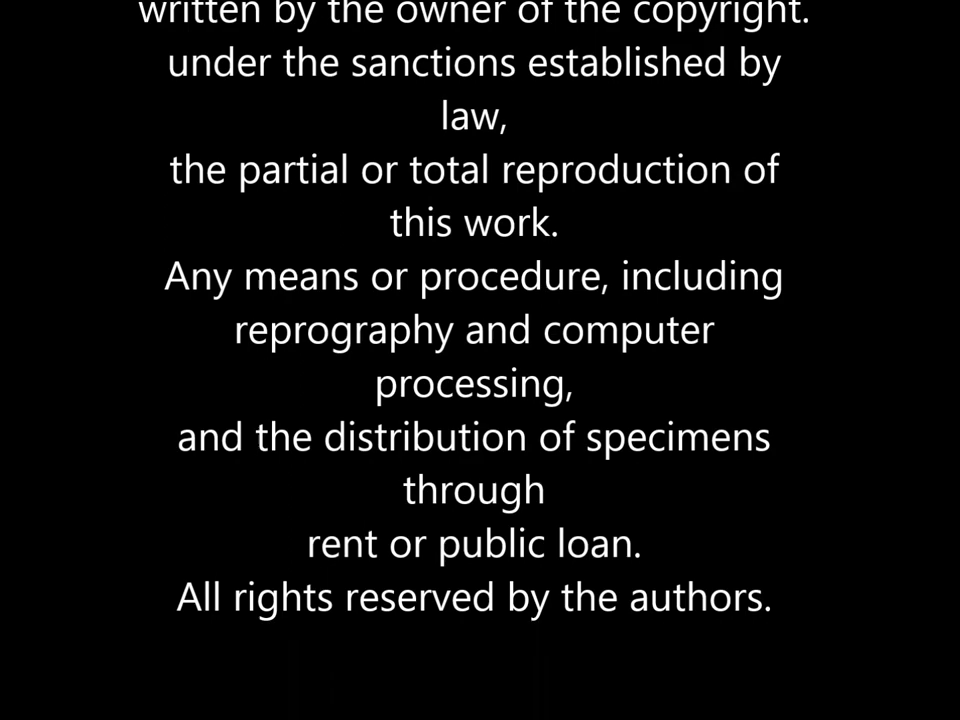 written by the owner of the copyright.
under the sanctions established by
law,
the partial or total reproduction of
this work.
Any means or procedure, including
reprography and computer
processing,
and the distribution of specimens
through
rent or public loan.
All rights reserved by the authors.